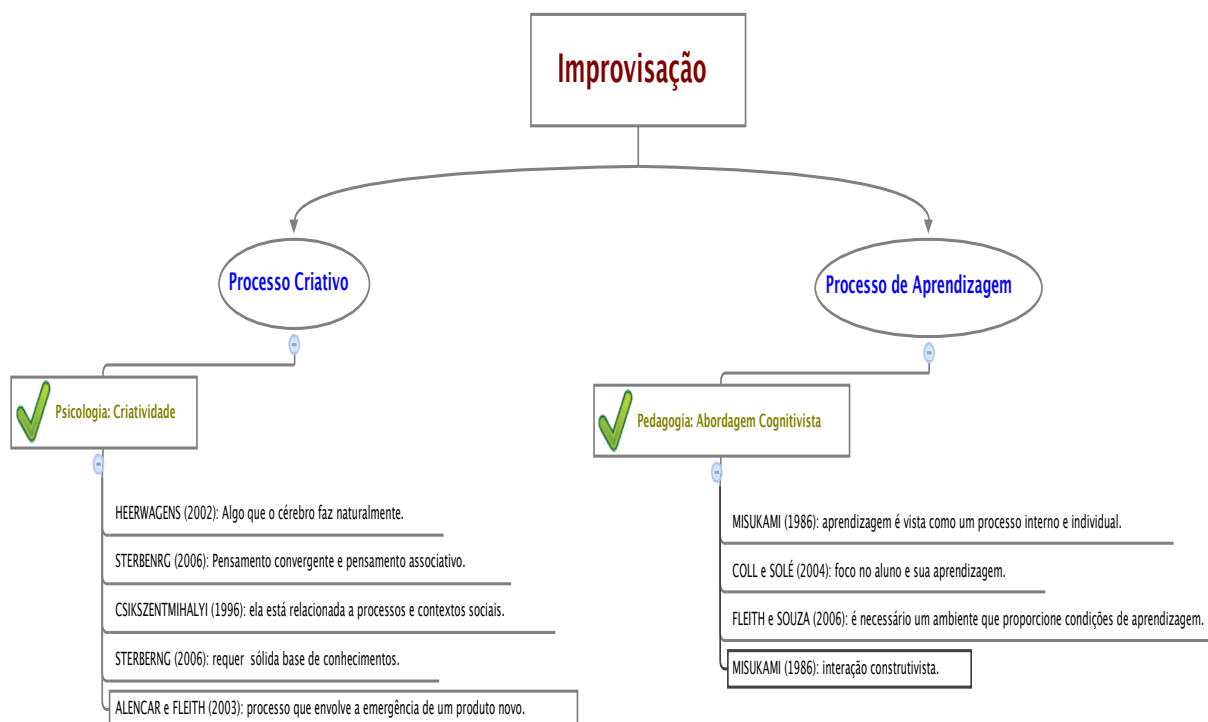 Improvisação
Processo Criativo
Psicologia: Criatividade
HEERWAGENS (2002): Algo que o cérebro faz naturalmente.
STERBENRG (2006): Pensamento convergente e pensamento associativo.
CSIKSZENTMIHALYI (1996): ela está relacionada a processos e contextos sociais.
STERBERNG (2006): requer  sólida base de conhecimentos.
ALENCAR e FLEITH (2003): processo que envolve a emergência de um produto novo.
Processo de Aprendizagem
Pedagogia: Abordagem Cognitivista
MISUKAMI (1986): aprendizagem é vista como um processo interno e individual.
COLL e SOLÉ (2004): foco no aluno e sua aprendizagem.
FLEITH e SOUZA (2006): é necessário um ambiente que proporcione condições de aprendizagem.
MISUKAMI (1986): interação construtivista.